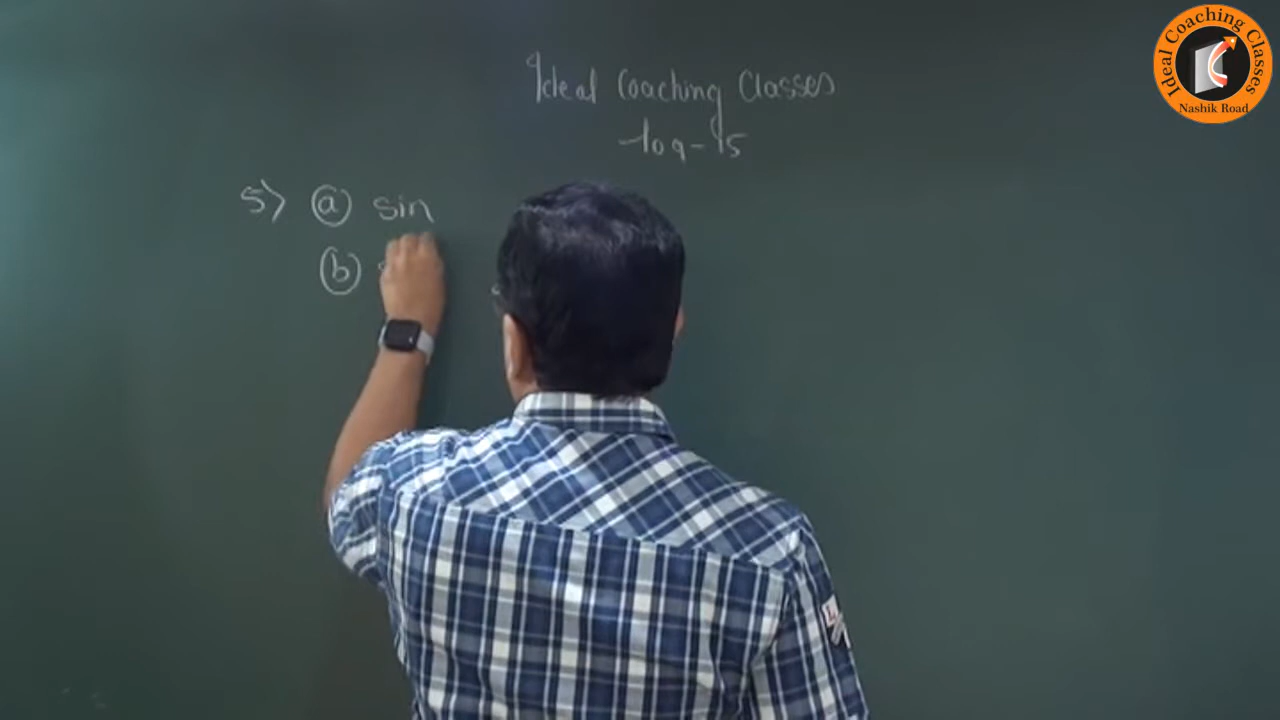 Ideal Coaching Classes
Nashik Road
Ideal Coaching Classes
log-15
5> (a) sin
(b)